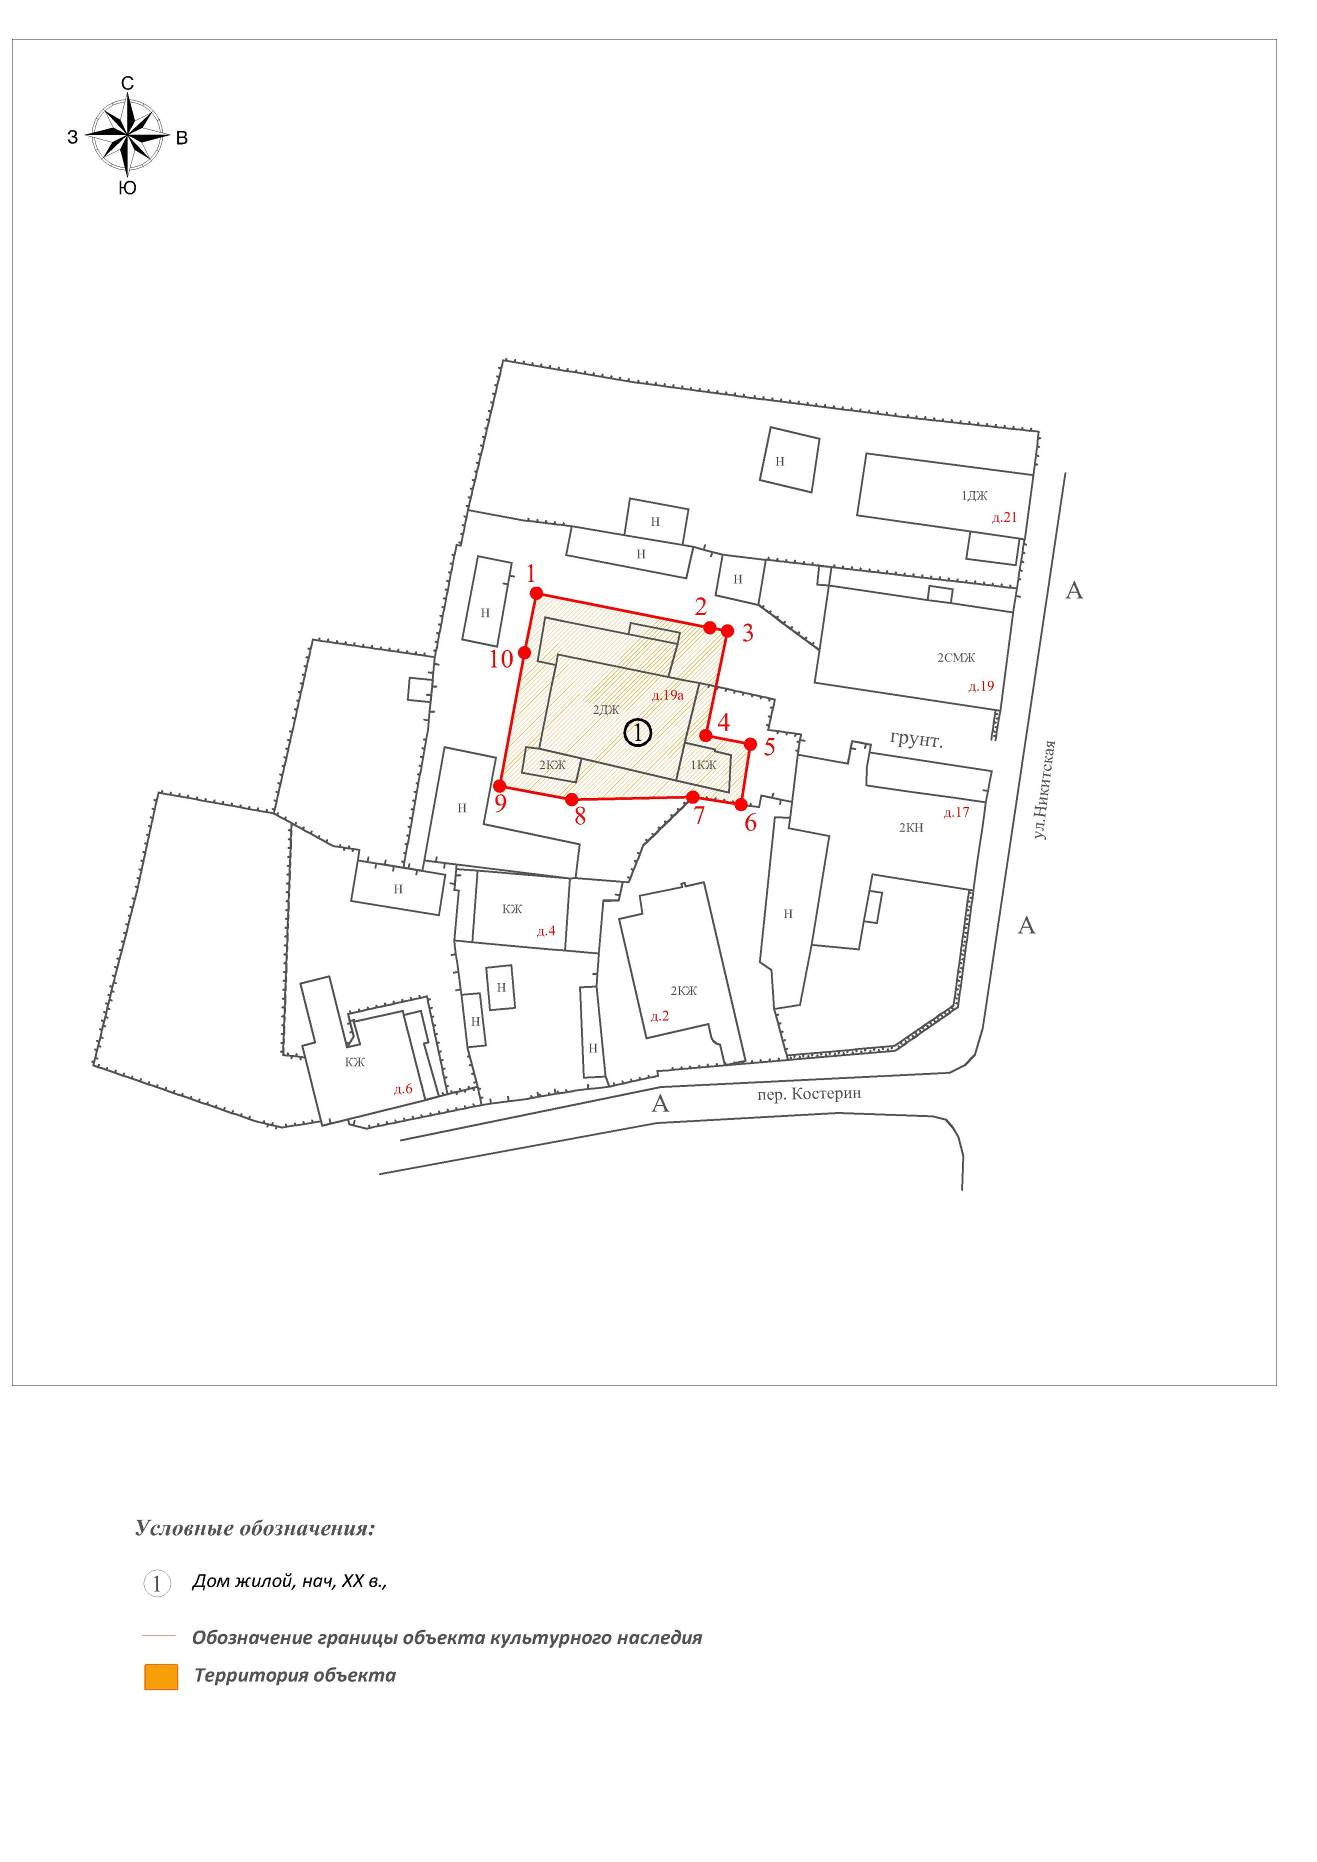 С
З
В
Ю
Н
1ДЖ
д.21
Н
Н
Н
А
1
Н
2
3
10
2СМЖ
д.19
д.19а
2ДЖ
1
4
5
грунт.
2КЖ
1КЖ
ул.Никитская
9
8
7
6
Н
д.17
2КН
Н
КЖ
д.4
Н
А
Н
2КЖ
д.2
Н
Н
КЖ
д.6
А
пер. Костерин
Условные обозначения:
1 Дом жилой, нач, XX в.,
Обозначение границы объекта культурного наследия
Территория объекта